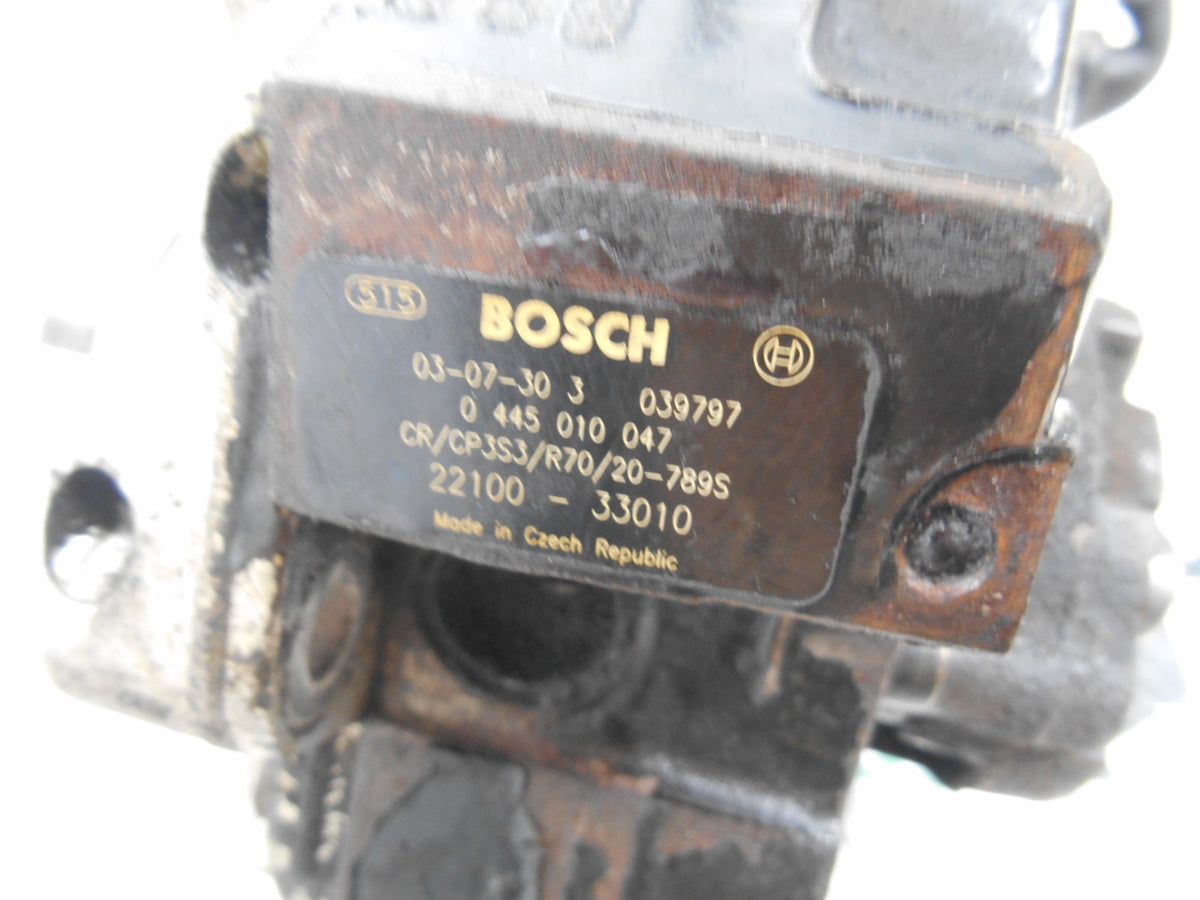 515 BOSCH
03-07-30 3 039797
0 445 010 047
CR/CP3S3/R70/20-789S
22100 - 33010
Made in Czech Republic